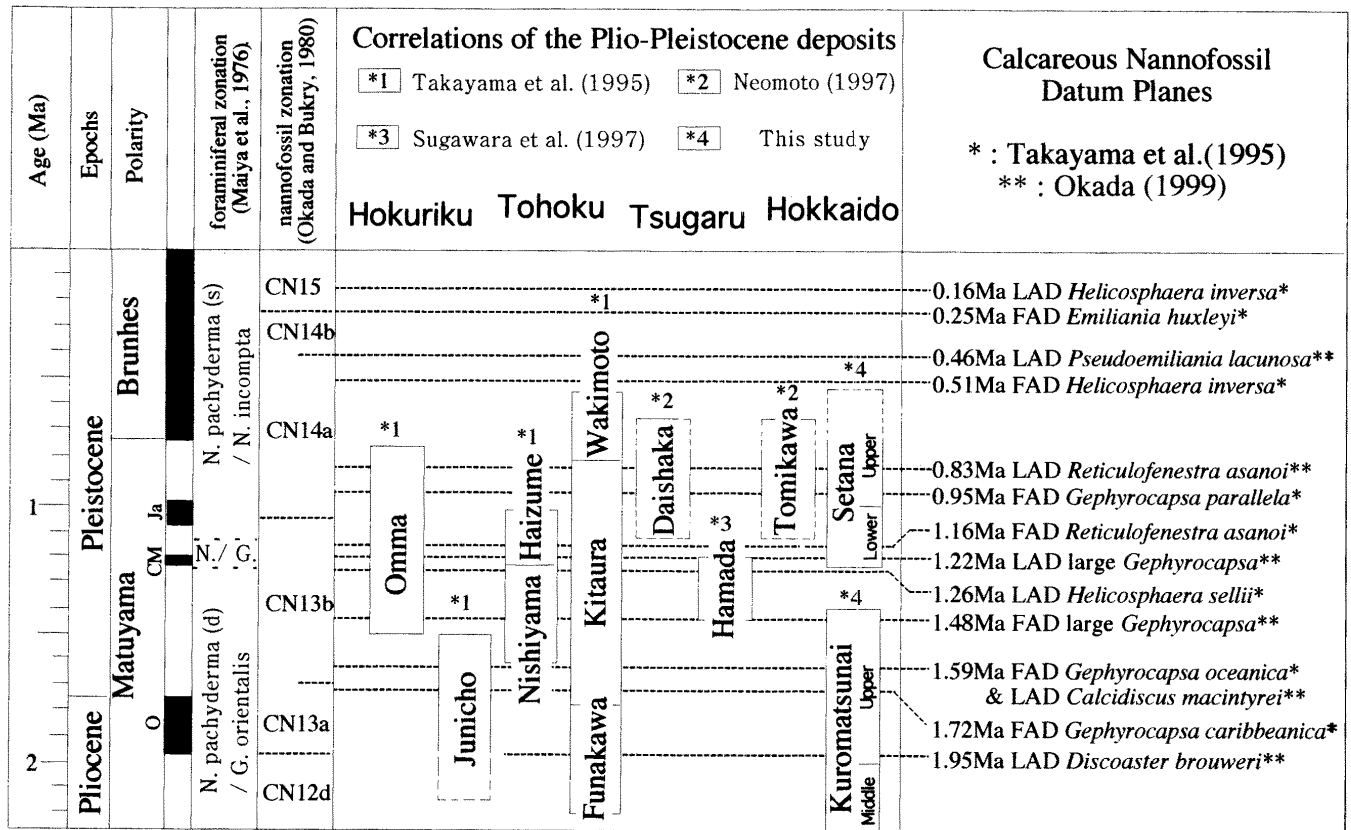 Age (Ma)
Epochs
Polarity
foraminiferal zonation
(Maiya et al., 1976)
nannofossil zonation
(Okada and Bukry, 1980)
Correlations of the Plio-Pleistocene deposits
*1 Takayama et al. (1995) *2 Neomoto (1997)
*3 Sugawara et al. (1997) *4 This study
Hokuriku Tohoku Tsugaru Hokkaido
Calcareous Nannofossil
Datum Planes
* : Takayama et al.(1995)
** : Okada (1999)
1
2
Pleistocene
Pliocene
Brunhes
Matuyama
Ja
CM
O
N. pachyderma (s)
/ N. incompta
N./ G.
N. pachyderma (d)
/ G. orientalis
CN15
CN14b
CN14a
CN13b
CN13a
CN12d
*1
Omma
*1
Junicho
*1
Haizume
Nishiyama
*1
Wakimoto
Kitaura
Funakawa
*2
Daishaka
*3
Hamada
*2
Tomikawa
*4
Setana
Upper
Lower
*4
Kuromatsunai
Upper
Middle
0.16Ma LAD Helicosphaera inversa*
0.25Ma FAD Emiliania huxleyi*
0.46Ma LAD Pseudoemiliania lacunosa**
0.51Ma FAD Helicosphaera inversa*
0.83Ma LAD Reticulofenestra asanoi**
0.95Ma FAD Gephyrocapsa parallela*
1.16Ma FAD Reticulofenestra asanoi*
1.22Ma LAD large Gephyrocapsa**
1.26Ma LAD Helicosphaera sellii*
1.48Ma FAD large Gephyrocapsa**
1.59Ma FAD Gephyrocapsa oceanica*
& LAD Calcidiscus macintyrei**
1.72Ma FAD Gephyrocapsa caribbeanica*
1.95Ma LAD Discoaster brouweri**